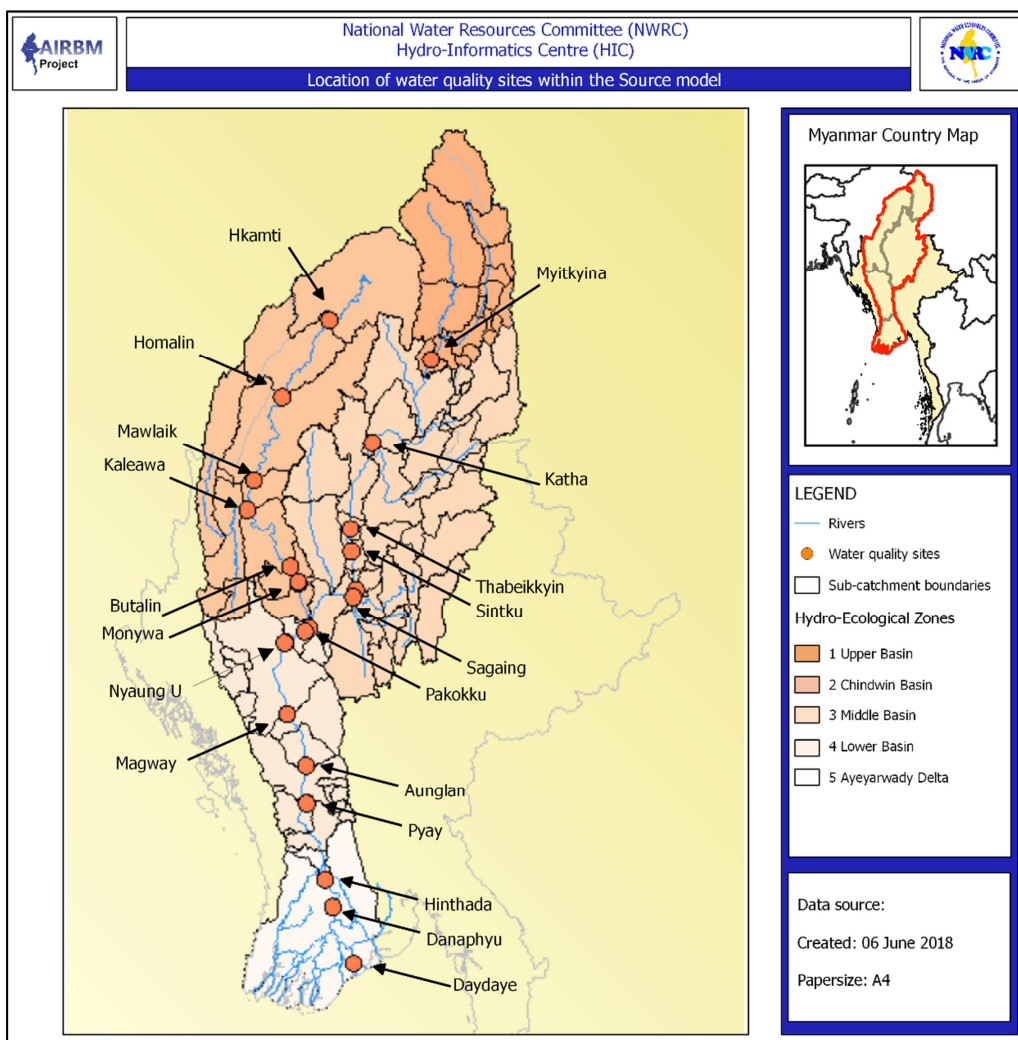 AIRBM
Project
National Water Resources Committee (NWRC)
Hydro-Informatics Centre (HIC)
Location of water quality sites within the Source model
NWRC
Hkamti
Myitkyina
Homalin
Mawlaik
Kaleawa
Katha
Thabeikkyin
Sintku
Butalin
Monywa
Sagaing
Nyaung U
Pakokku
Magway
Aunglan
Pyay
Hinthada
Danaphyu
Daydaye
Myanmar Country Map
LEGEND
Rivers
Water quality sites
Sub-catchment boundaries
Hydro-Ecological Zones
1 Upper Basin
2 Chindwin Basin
3 Middle Basin
4 Lower Basin
5 Ayeyarwady Delta
Data source:
Created: 06 June 2018
Papersize: A4